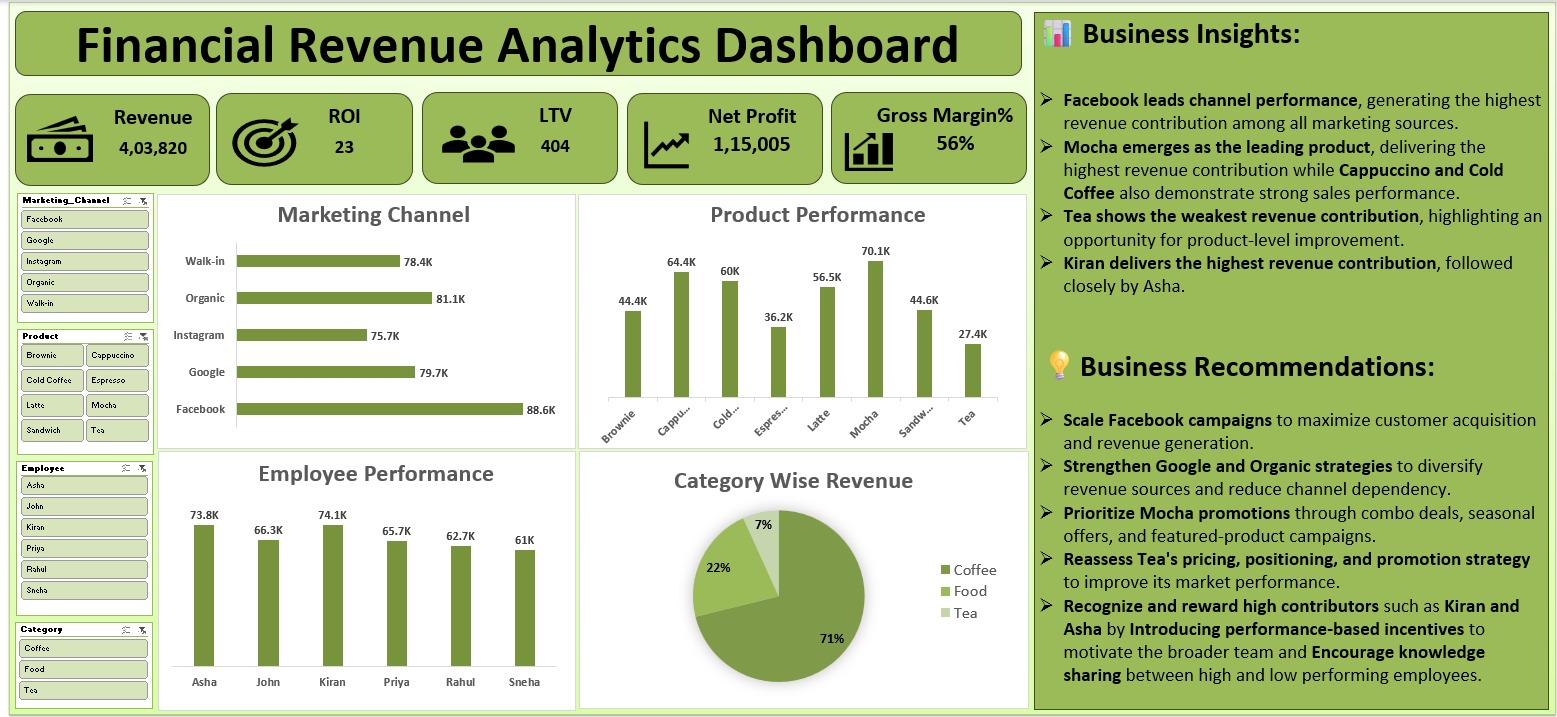 Financial Revenue Analytics Dashboard
Revenue
4,03,820
ROI
23
LTV
404
Net Profit
1,15,005
Gross Margin%
56%
Marketing_Channel
Facebook
Google
Instagram
Organic
Walk-in
Product
Brownie Cappuccino
Cold Coffee Espresso
Latte Mocha
Sandwich Tea
Employee
Asha
John
Kiran
Priya
Rahul
Sneha
Category
Coffee
Food
Tea
Marketing Channel
Walk-in 78.4K
Organic 81.1K
Instagram 75.7K
Google 79.7K
Facebook 88.6K
Product Performance
44.4K 64.4K 60K 36.2K 56.5K 70.1K 44.6K 27.4K
Brownie Cappu... Cold... Espres... Latte Mocha Sandw... Tea
Employee Performance
73.8K 66.3K 74.1K 65.7K 62.7K 61K
Asha John Kiran Priya Rahul Sneha
Category Wise Revenue
7%
22%
71%
Coffee
Food
Tea
Business Insights:
➢ Facebook leads channel performance, generating the highest
revenue contribution among all marketing sources.
➢ Mocha emerges as the leading product, delivering the
highest revenue contribution while Cappuccino and Cold
Coffee also demonstrate strong sales performance.
➢ Tea shows the weakest revenue contribution, highlighting an
opportunity for product-level improvement.
➢ Kiran delivers the highest revenue contribution, followed
closely by Asha.
Business Recommendations:
➢ Scale Facebook campaigns to maximize customer acquisition
and revenue generation.
➢ Strengthen Google and Organic strategies to diversify
revenue sources and reduce channel dependency.
➢ Prioritize Mocha promotions through combo deals, seasonal
offers, and featured-product campaigns.
➢ Reassess Tea's pricing, positioning, and promotion strategy
to improve its market performance.
➢ Recognize and reward high contributors such as Kiran and
Asha by Introducing performance-based incentives to
motivate the broader team and Encourage knowledge
sharing between high and low performing employees.